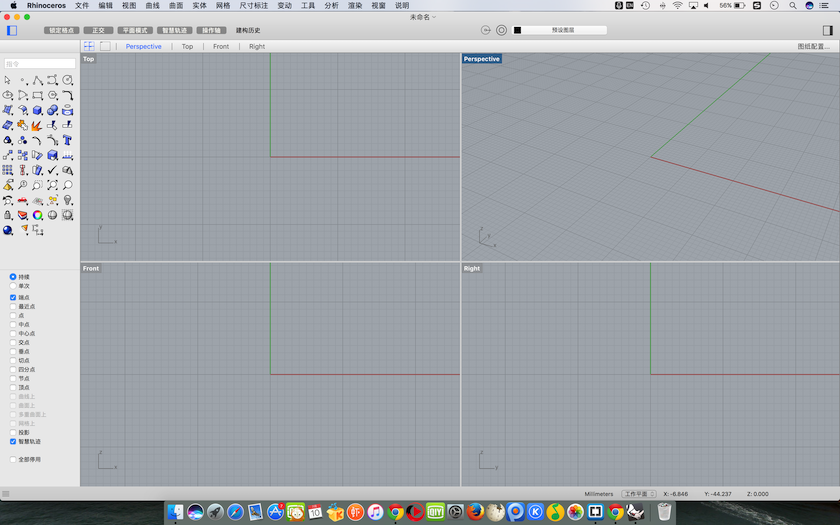 Rhinoceros 文件 编辑 视图 曲线 曲面 实体 网格 尺寸标注 变动 工具 分析 渲染 视窗 说明 56%
未命名
锁定格点 正交 平面模式 智慧轨迹 操作轴 建构历史 预设图层
Perspective Top Front Right 图纸配置...
指令
Top
Perspective
Front
Right
持续
单次
端点
最近点
点
中点
中心点
交点
垂点
切点
四分点
节点
顶点
曲线上
曲面上
多重曲面上
网格上
投影
智慧轨迹
全部停用
Millimeters 工作平面 X: -6.846 Y: -44.237 Z: 0.000